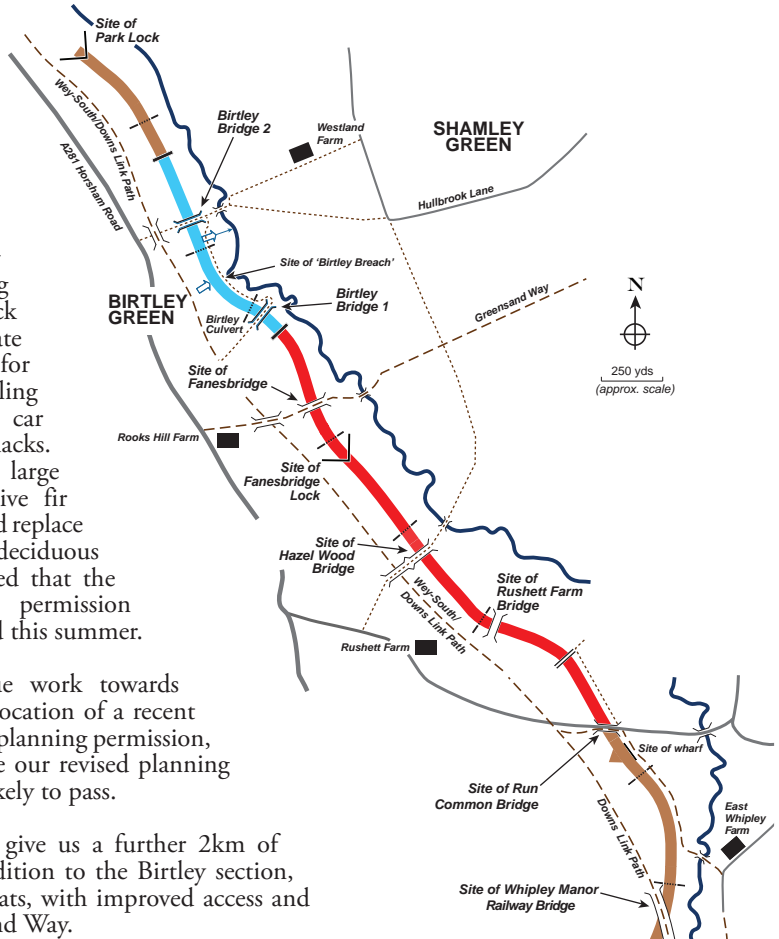 Site of
Park Lock
Wey-South/Downs Link Path
A281 Horsham Road
Birtley
Bridge 2
Westland
Farm
SHAMLEY
GREEN
Hullbrook Lane
Site of ‘Birtley Breach’
BIRTLEY
GREEN
Birtley
Culvert
Birtley
Bridge 1
Greensand Way
N
250 yds
(approx. scale)
Site of
Fanesbridge
Rooks Hill Farm
Site of
Fanesbridge
Lock
Site of
Hazel Wood
Bridge
Wey-South/
Downs Link Path
Site of
Rushett Farm
Bridge
Rushett Farm
Site of wharf
Site of Run
Common Bridge
Downs Link Path
East
Whipley
Farm
Site of Whipley Manor
Railway Bridge
for
car
large
ive fir
d replace
deciduous
ed that the
permission
this summer.
work towards
ocation of a recent
planning permission,
e our revised planning
kely to pass.
give us a further 2km of
dition to the Birtley section,
ats, with improved access and
nd Way.